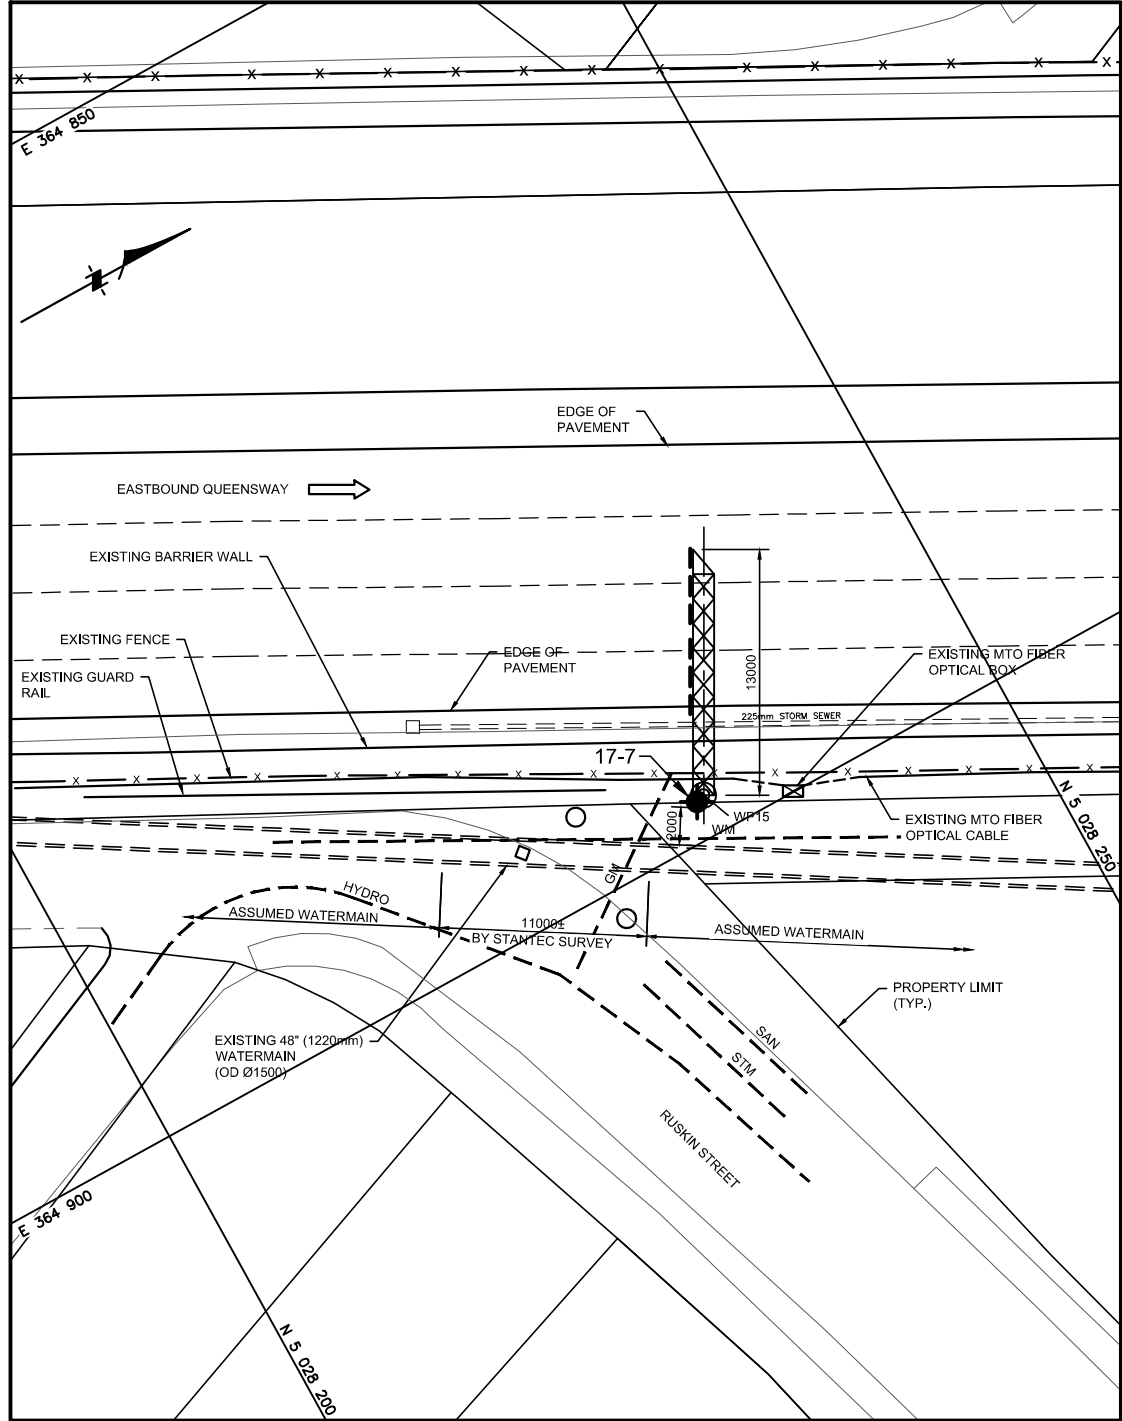 E 364 850
EDGE OF
PAVEMENT
EASTBOUND QUEENSWAY
EXISTING BARRIER WALL
EXISTING FENCE
EDGE OF
PAVEMENT
EXISTING MTO FIBER
OPTICAL BOX
EXISTING GUARD
RAIL
13000
225mm STORM SEWER
17-7
N 5 028 250
WP15
WM
2000
EXISTING MTO FIBER
OPTICAL CABLE
GM
HYDRO
ASSUMED WATERMAIN
11000±
BY STANTEC SURVEY
ASSUMED WATERMAIN
PROPERTY LIMIT
(TYP.)
EXISTING 48" (1220mm)
WATERMAIN
(OD Ø1500)
SAN
STM
RUSKIN STREET
E 364 900
N 5 028 200
X X X X X X X X X X X X X X X
X X X X X X X X X X X X X X X